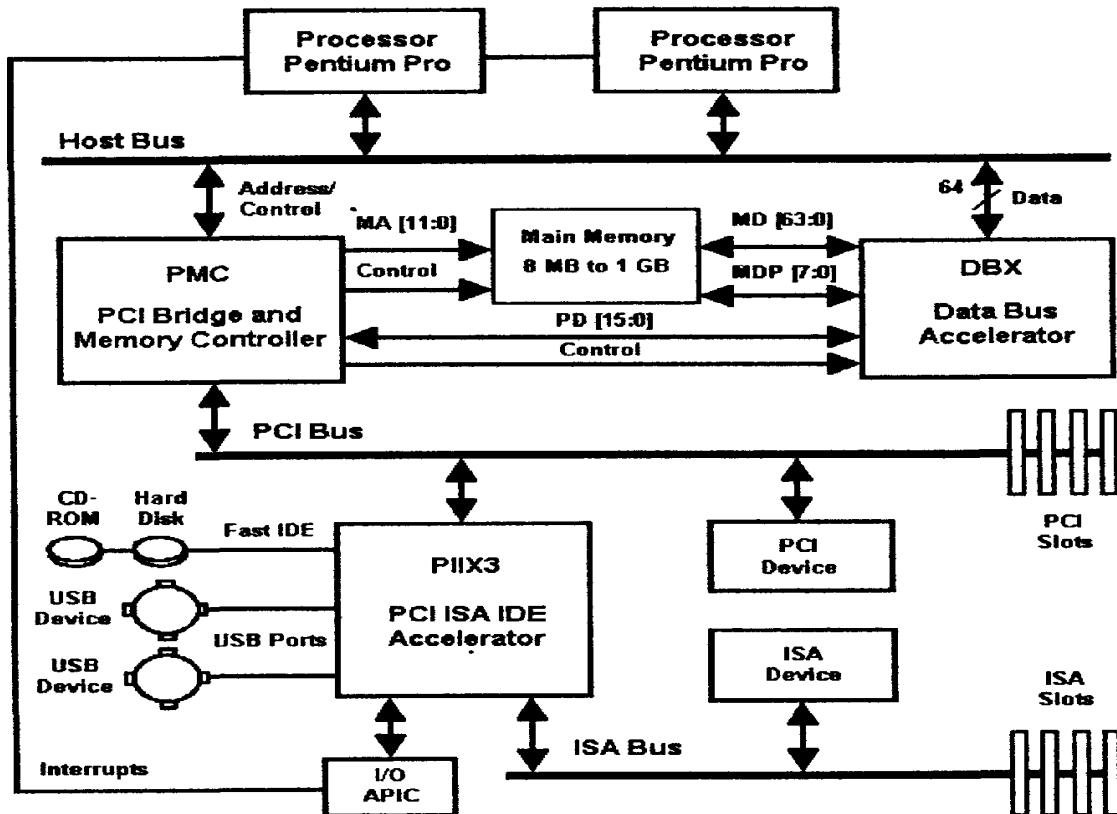 Processor
Pentium Pro
Processor
Pentium Pro
Host Bus
Address/
Control
MA [11:0]
Control
Main Memory
8 MB to 1 GB
MD [63:0]
MDP [7:0]
64
Data
PMC
PCI Bridge and
Memory Controller
PD [15:0]
Control
DBX
Data Bus
Accelerator
PCI Bus
CD-
ROM
Hard
Disk
Fast IDE
PIIX3
PCI ISA IDE
Accelerator
PCI
Device
PCI
Slots
USB
Device
USB Ports
USB
Device
ISA
Device
ISA
Slots
ISA Bus
Interrupts
I/O
APIC